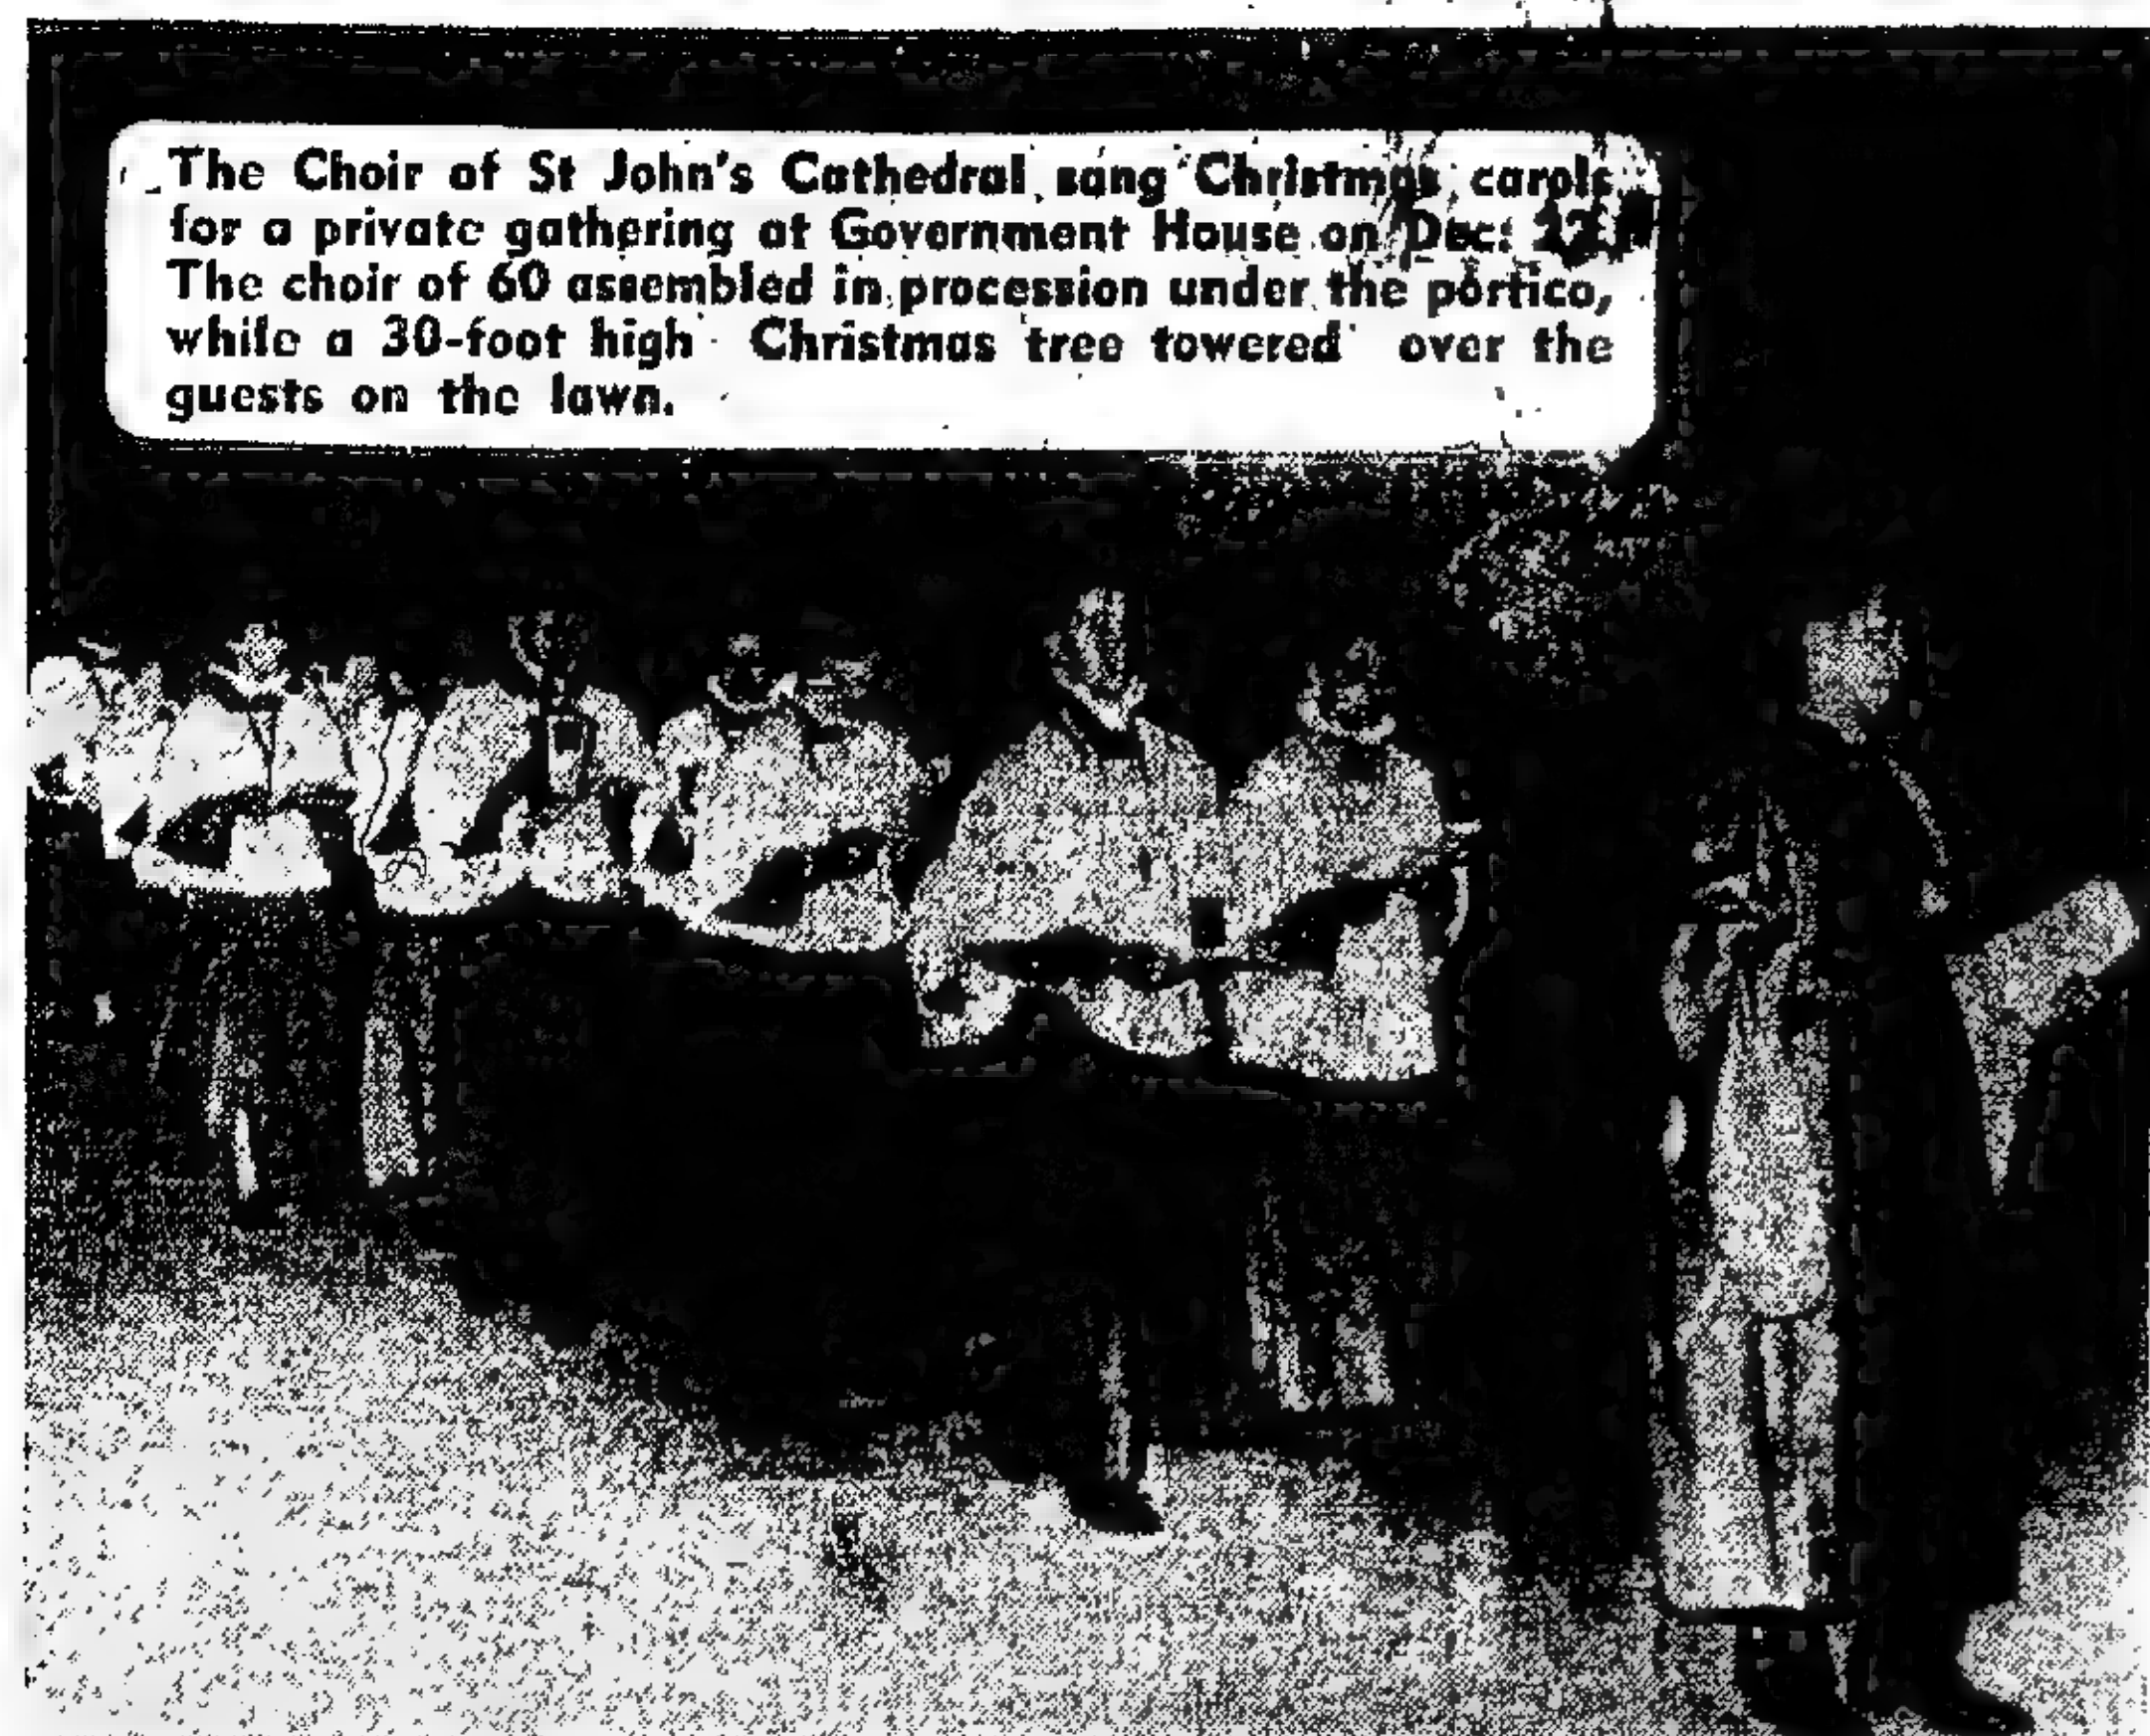 The Choir of St John's Cathedral sang Christmas carols
for a private gathering at Government House on Dec.
The choir of 60 assembled in procession under the portico,
while a 30-foot high Christmas tree towered over the
guests on the lawn.